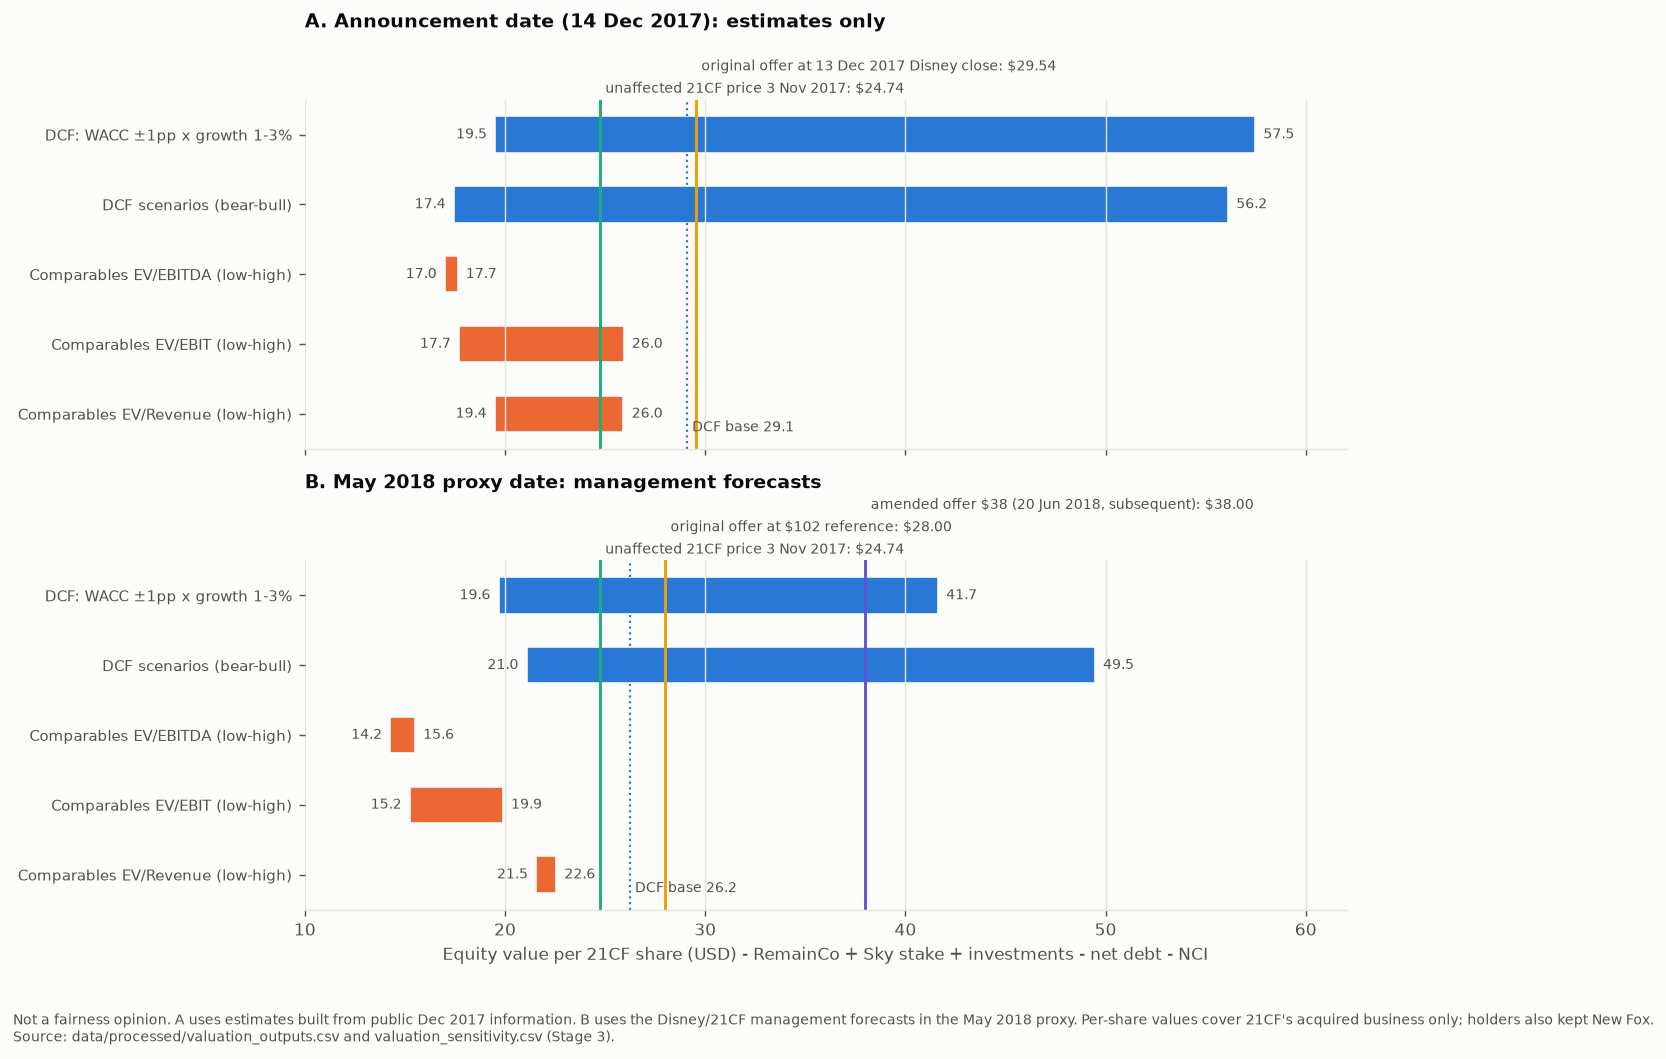 A. Announcement date (14 Dec 2017): estimates only
original offer at 13 Dec 2017 Disney close: $29.54
unaffected 21CF price 3 Nov 2017: $24.74
DCF: WACC ±1pp x growth 1-3%
19.5
57.5
DCF scenarios (bear-bull)
17.4
56.2
Comparables EV/EBITDA (low-high)
17.0
17.7
Comparables EV/EBIT (low-high)
17.7
26.0
Comparables EV/Revenue (low-high)
19.4
26.0
DCF base 29.1
B. May 2018 proxy date: management forecasts
amended offer $38 (20 Jun 2018, subsequent): $38.00
original offer at $102 reference: $28.00
unaffected 21CF price 3 Nov 2017: $24.74
DCF: WACC ±1pp x growth 1-3%
19.6
41.7
DCF scenarios (bear-bull)
21.0
49.5
Comparables EV/EBITDA (low-high)
14.2
15.6
Comparables EV/EBIT (low-high)
15.2
19.9
Comparables EV/Revenue (low-high)
21.5
22.6
DCF base 26.2
10 20 30 40 50 60
Equity value per 21CF share (USD) - RemainCo + Sky stake + investments - net debt - NCI
Not a fairness opinion. A uses estimates built from public Dec 2017 information. B uses the Disney/21CF management forecasts in the May 2018 proxy. Per-share values cover 21CF's acquired business only; holders also kept New Fox.
Source: data/processed/valuation_outputs.csv and valuation_sensitivity.csv (Stage 3).